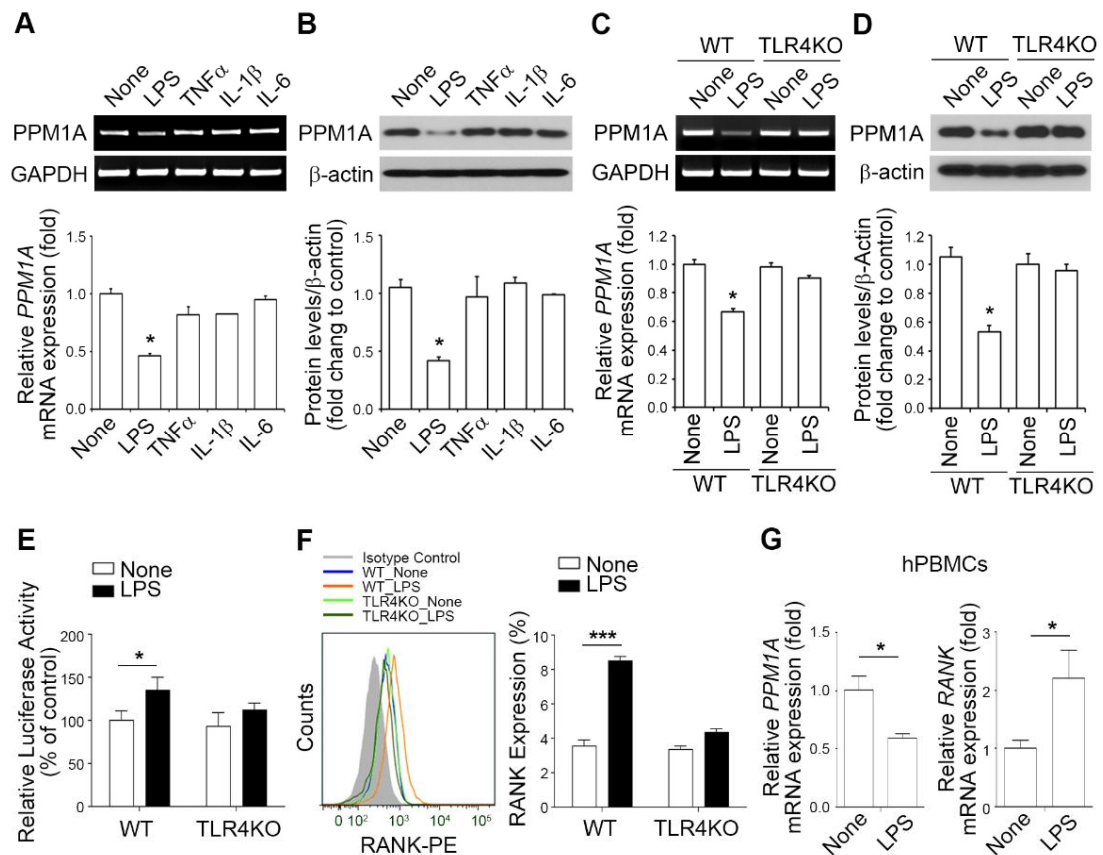 A
None LPS TNFα IL-1β IL-6
PPM1A
GAPDH
Relative PPM1A
mRNA expression (fold)
1.5
1.0
0.5
0.0
None LPS TNFα IL-1β IL-6
B
None LPS TNFα IL-1β IL-6
PPM1A
β-actin
Protein levels/β-actin
(fold change to control)
1.5
1.0
0.5
0.0
*
None LPS TNFα IL-1β IL-6
C
WT TLR4KO
None LPS None LPS
PPM1A
GAPDH
Relative PPM1A
mRNA expression (fold)
1.2
1.0
0.8
0.6
0.4
0.2
0.0
*
None LPS None LPS
WT TLR4KO
D
WT TLR4KO
None LPS None LPS
PPM1A
β-actin
Protein levels/β-Actin
(fold change to control)
1.2
1.0
0.8
0.6
0.4
0.2
0.0
*
None LPS None LPS
WT TLR4KO
E
None
LPS
Relative Luciferase Activity
(% of control)
200
150
100
50
0
*
WT TLR4KO
F
Isotype Control
WT_None
WT_LPS
TLR4KO_None
TLR4KO_LPS
Counts
0 10² 10³ 10⁴ 10⁵
RANK-PE
None
LPS
RANK Expression (%)
10
8
6
4
2
0
***
WT TLR4KO
G
hPBMCs
Relative PPM1A
mRNA expression (fold)
1.5
1.0
0.5
0.0
*
None LPS
Relative RANK
mRNA expression (fold)
3
2
1
0
*
None LPS